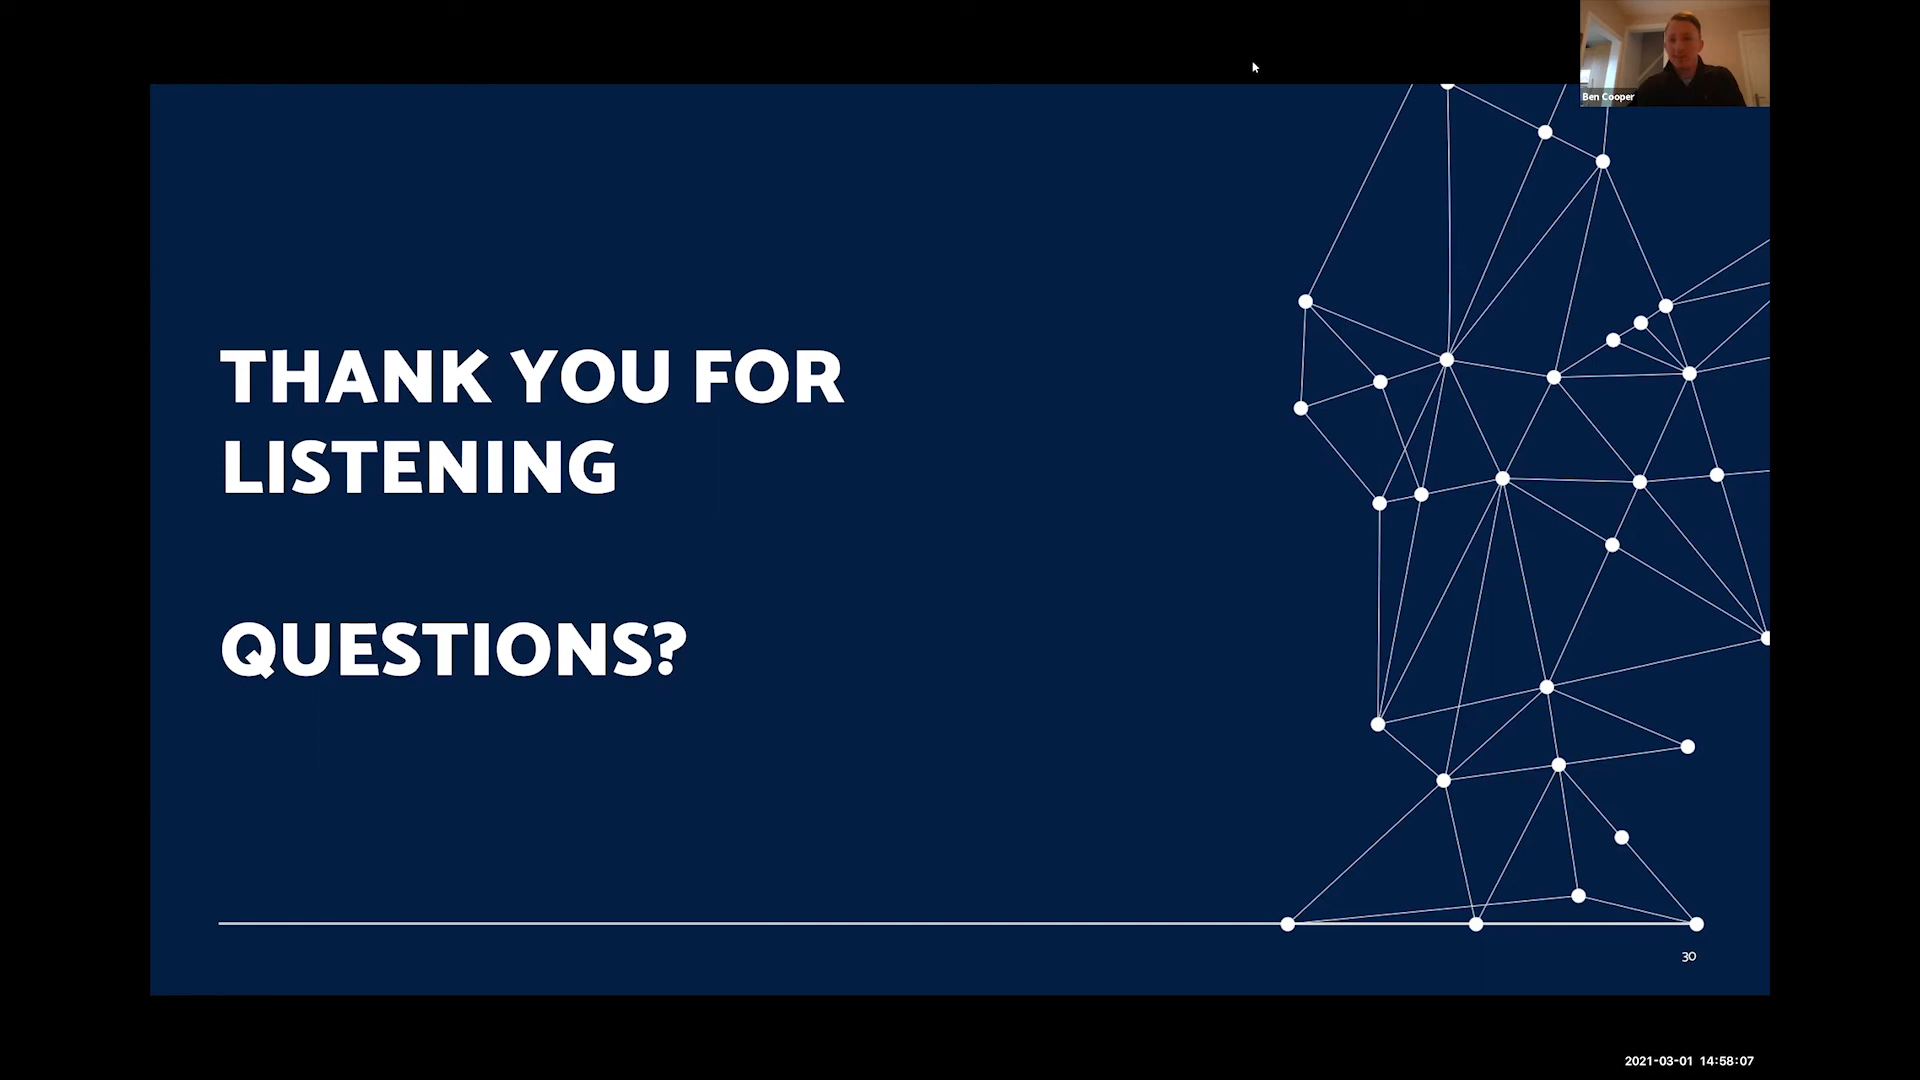 Ben Cooper
THANK YOU FOR
LISTENING
QUESTIONS?
30
2021-03-01 14:58:07